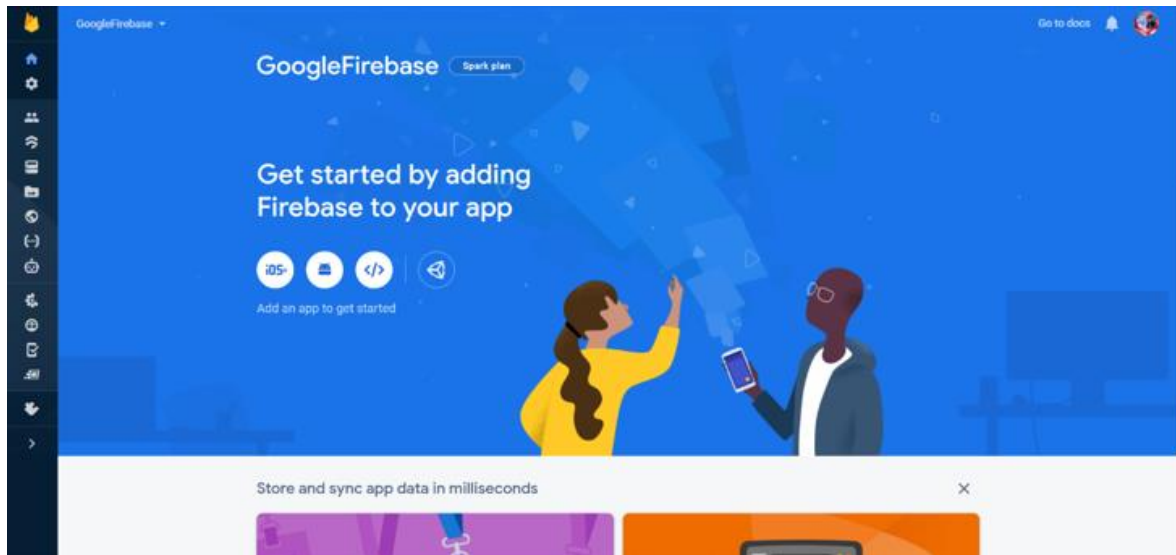 GoogleFirebase
Go to docs
GoogleFirebase Spark plan
Get started by adding
Firebase to your app
iOS+
</>
Add an app to get started
Store and sync app data in milliseconds